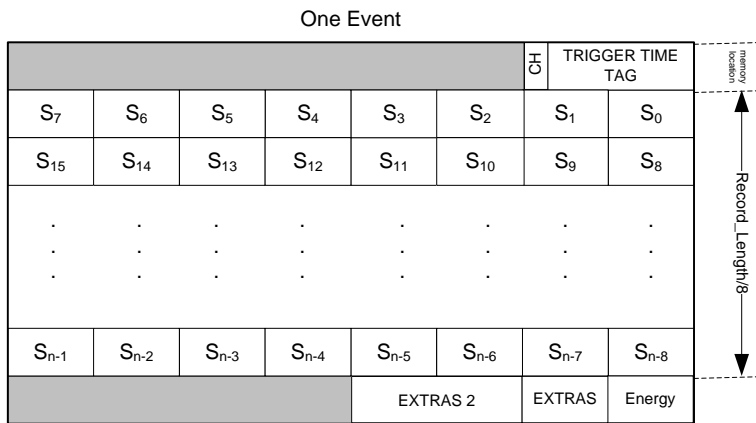 One Event
CH
TRIGGER TIME
TAG
memory
location
S7 S6 S5 S4 S3 S2 S1 S0
S15 S14 S13 S12 S11 S10 S9 S8
. . . . . . . .
. . . . . . . .
. . . . . . . .
Record_Length/8
Sn-1 Sn-2 Sn-3 Sn-4 Sn-5 Sn-6 Sn-7 Sn-8
EXTRAS 2 EXTRAS Energy